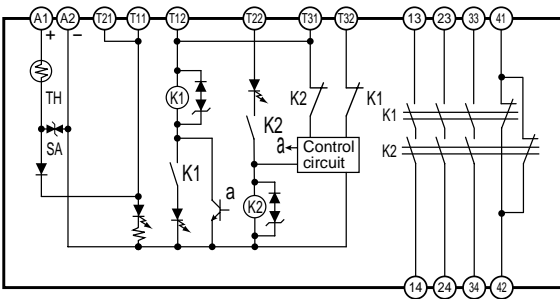 A1 A2 T21 T11 T12 T22 T31 T32 13 23 33 41
+ −
TH
K1
K2
K1
K2
K1
SA
a
Control
circuit
K2
K1
a
K2
14 24 34 42